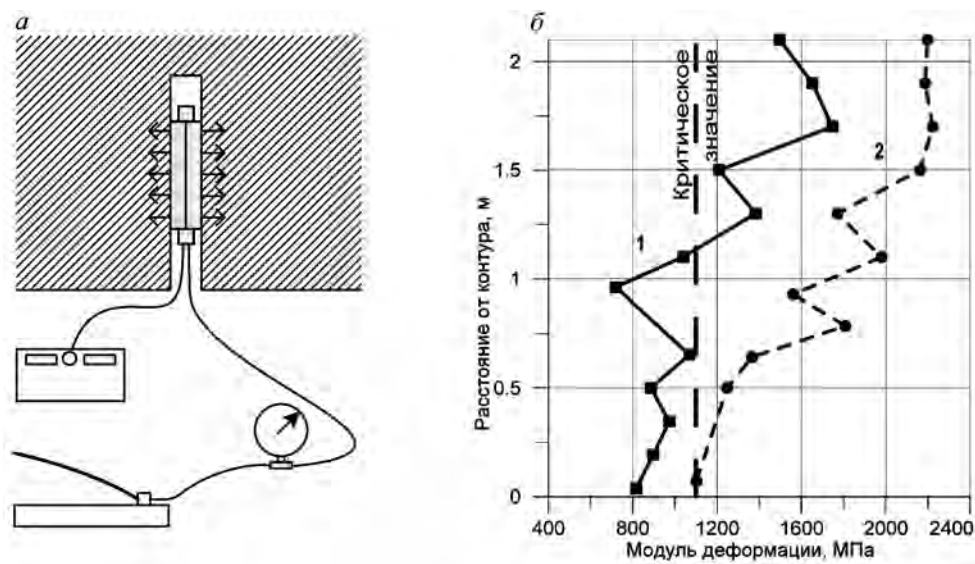 а
б
2
1.5
1
0.5
0
Расстояние от контура, м
Критическое
значение
1
2
400 800 1200 1600 2000 2400
Модуль деформации, МПа